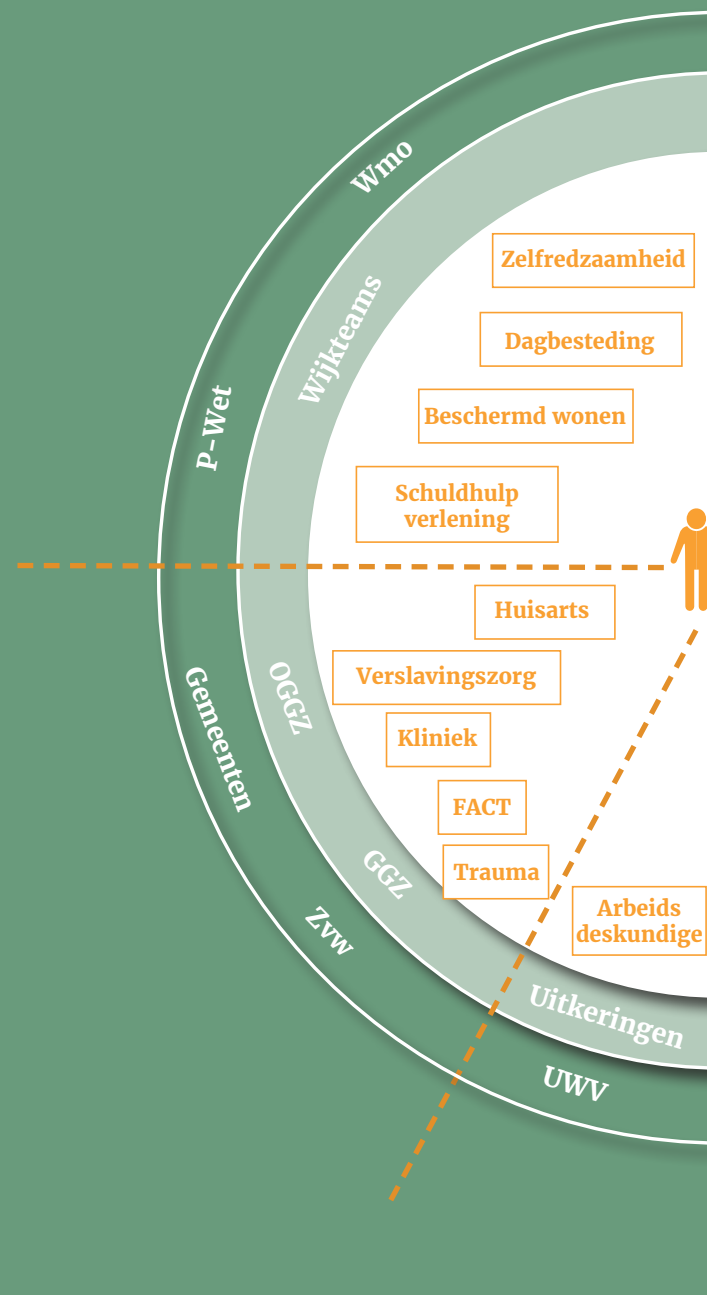 Wmo
Wijkteams
P-Wet
Zelfredzaamheid
Dagbesteding
Beschermd wonen
Schuldhulp
verlening
Huisarts
Verslavingszorg
Kliniek
FACT
Trauma
OGGZ
Gemeenten
GGZ
Zvw
Arbeids
deskundige
Uitkeringen
UWV